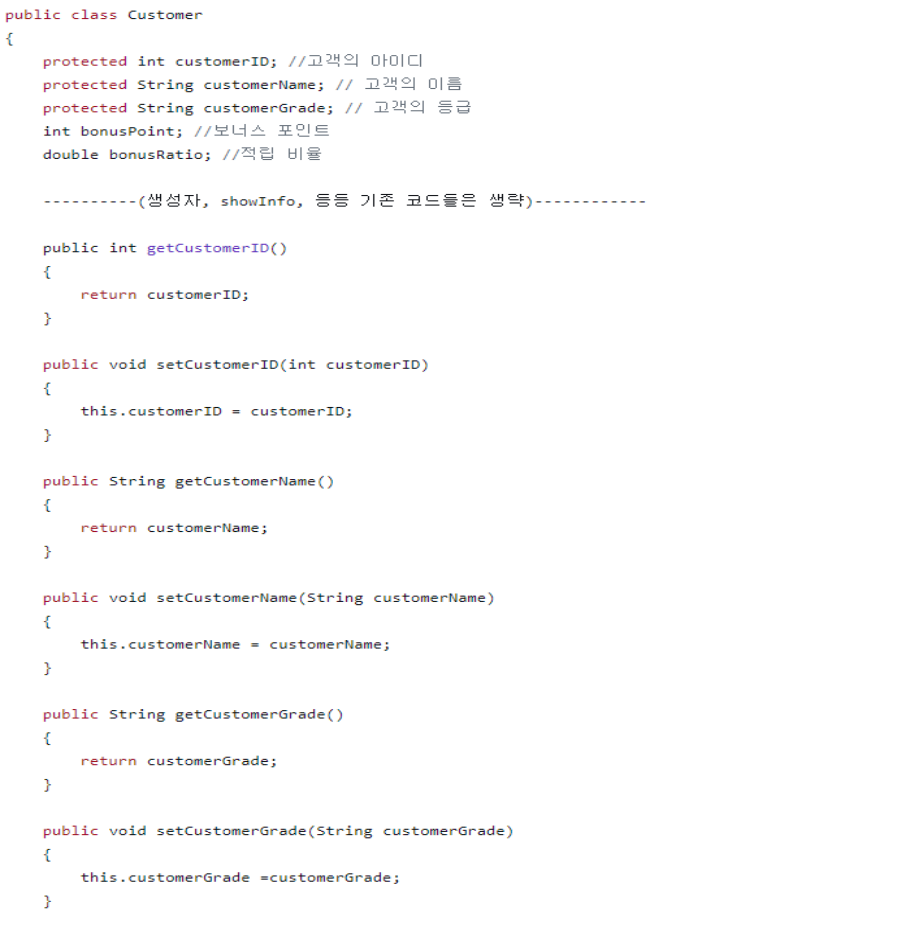 public class Customer
{
protected int customerID; //고객의 아이디
protected String customerName; // 고객의 이름
protected String customerGrade; // 고객의 등급
int bonusPoint; //보너스 포인트
double bonusRatio; //적립 비율
----------(생성자, showInfo, 등등 기존 코드들은 생략)------------
public int getCustomerID()
{
return customerID;
}
public void setCustomerID(int customerID)
{
this.customerID = customerID;
}
public String getCustomerName()
{
return customerName;
}
public void setCustomerName(String customerName)
{
this.customerName = customerName;
}
public String getCustomerGrade()
{
return customerGrade;
}
public void setCustomerGrade(String customerGrade)
{
this.customerGrade =customerGrade;
}